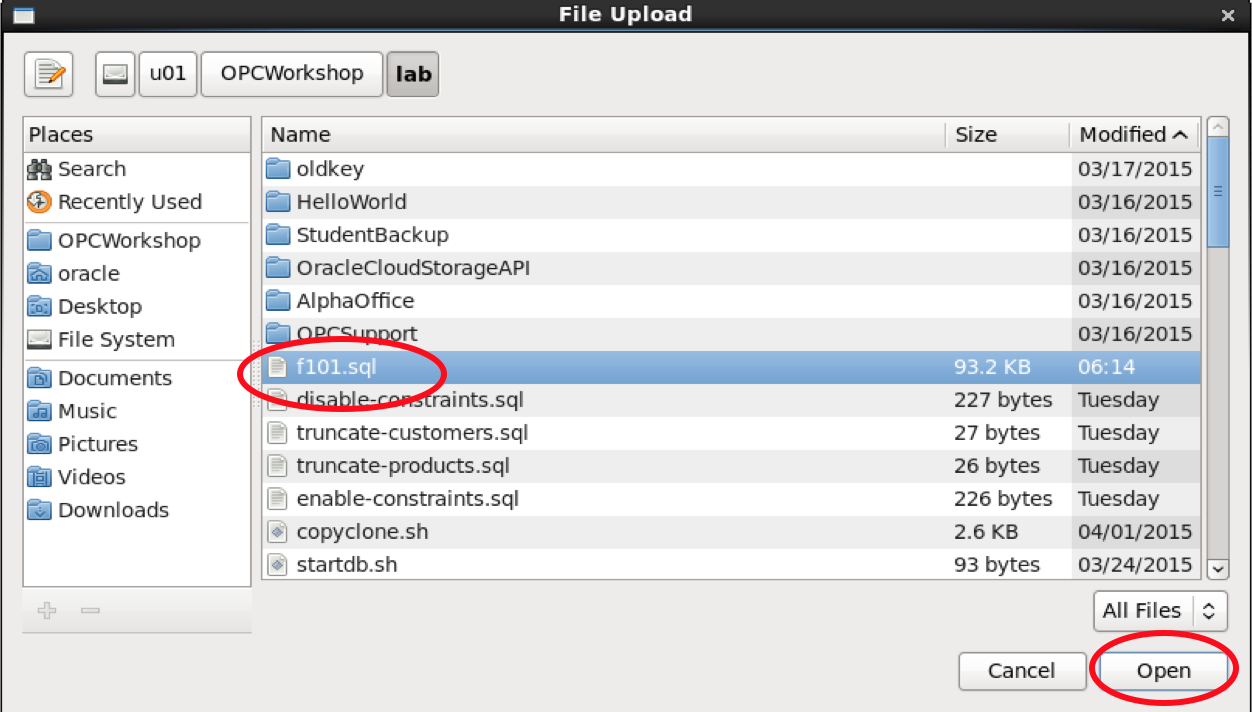 File Upload
u01 OPCWorkshop lab
Places
Search
Recently Used
OPCWorkshop
oracle
Desktop
File System
Documents
Music
Pictures
Videos
Downloads
Name Size Modified
oldkey 03/17/2015
HelloWorld 03/16/2015
StudentBackup 03/16/2015
OracleCloudStorageAPI 03/16/2015
AlphaOffice 03/16/2015
OPCSupport 03/16/2015
f101.sql 93.2 KB 06:14
disable-constraints.sql 227 bytes Tuesday
truncate-customers.sql 27 bytes Tuesday
truncate-products.sql 26 bytes Tuesday
enable-constraints.sql 226 bytes Tuesday
copyclone.sh 2.6 KB 04/01/2015
startdb.sh 93 bytes 03/24/2015
All Files
Cancel Open